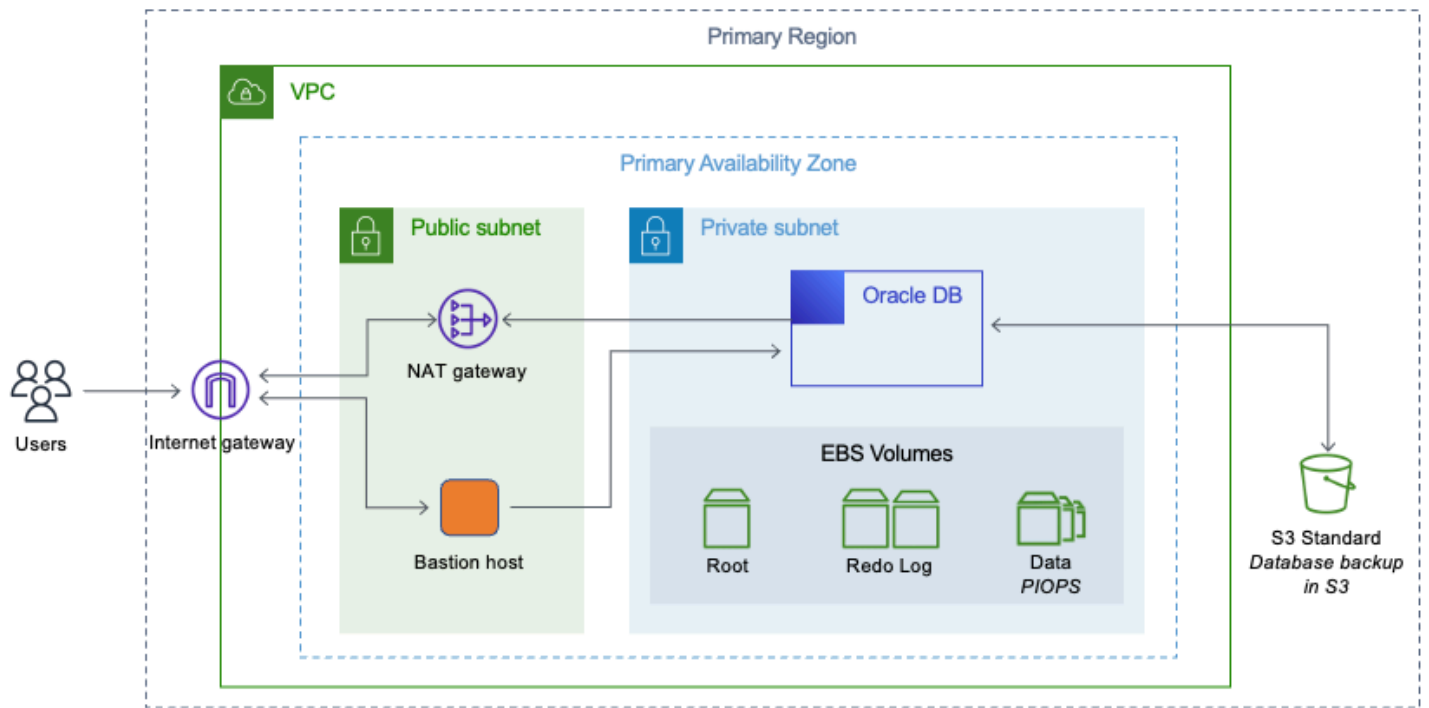 Primary Region
VPC
Primary Availability Zone
Public subnet
Private subnet
Oracle DB
NAT gateway
Users
Internet gateway
EBS Volumes
Bastion host
Root
Redo Log
Data
PIOPS
S3 Standard
Database backup
in S3